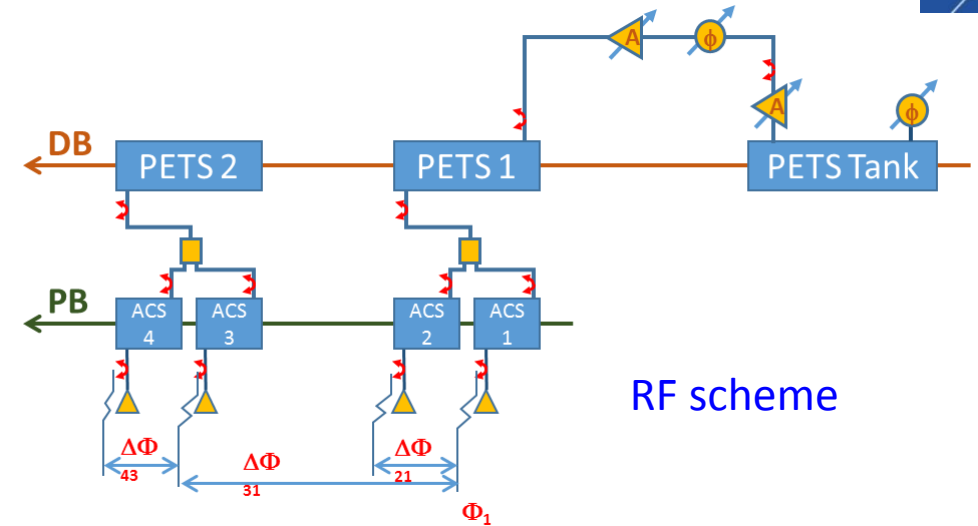 A
ϕ
A
ϕ
DB
PETS 2
PETS 1
PETS Tank
PB
ACS
4
ACS
3
ACS
2
ACS
1
RF scheme
ΔΦ
43
ΔΦ
31
ΔΦ
21
Φ1